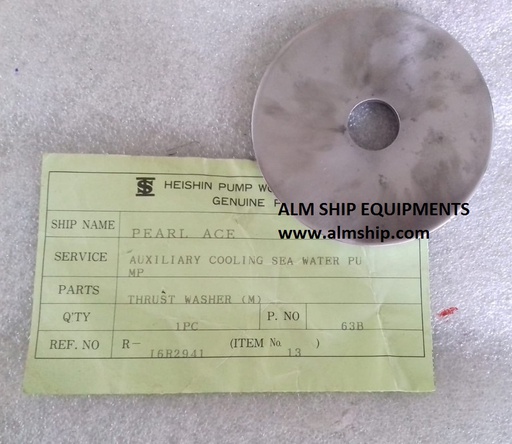 HEISHIN PUMP
GENUINE
ALM SHIP EQUIPMENTS
www.almship.com
SHIP NAME PEARL ACE
SERVICE AUXILIARY COOLING SEA WATER PU
MP
PARTS THRUST WASHER (M)
Q'TY 1PC P. NO 63B
REF. NO R- 16R2941 (ITEM No. 13 )